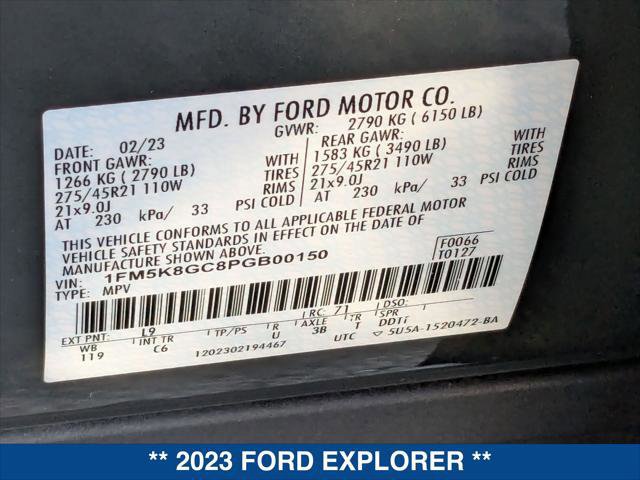 MFD. BY FORD MOTOR CO.
DATE: 02/23 GVWR: 2790 KG ( 6150 LB)
FRONT GAWR: REAR GAWR:
1266 KG ( 2790 LB) WITH 1583 KG ( 3490 LB) WITH
275/45R21 110W TIRES 275/45R21 110W TIRES
21x9.0J RIMS 21x9.0J RIMS
AT 230 kPa/ 33 PSI COLD AT 230 kPa/ 33 PSI COLD
THIS VEHICLE CONFORMS TO ALL APPLICABLE FEDERAL MOTOR
VEHICLE SAFETY STANDARDS IN EFFECT ON THE DATE OF
MANUFACTURE SHOWN ABOVE.
VIN: 1FM5K8GC8PGB00150 F0066
TYPE: MPV T0127
EXT PNT: L9 RC: 71 DSO:
WB INT TR TP/PS R AXLE TR SPR
119 C6 U 3B T DDTT
1202302194467 UTC 5U5A-1520472-BA
** 2023 FORD EXPLORER **